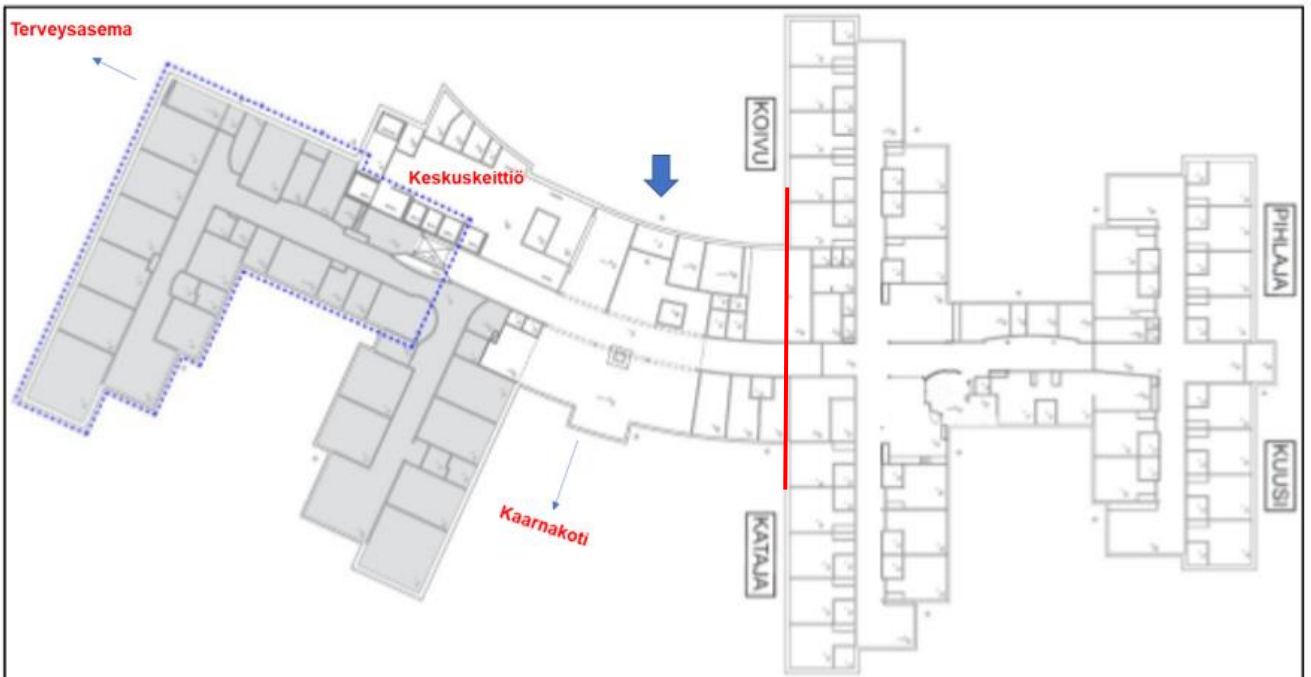 Terveysasema
Keskuskeittiö
KOIVU
PIHLAJA
Kaarnakoti
KATAJA
KUUSI